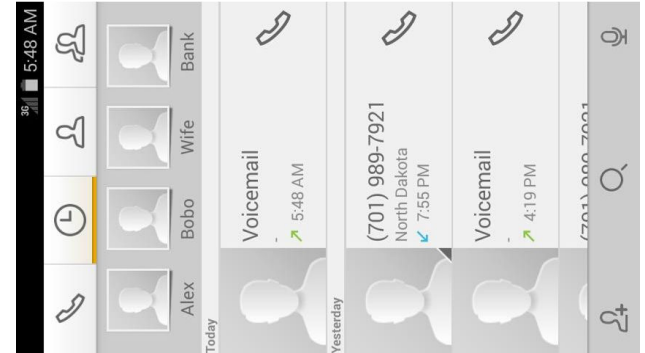 3G 5:48 AM
Alex Bobo Wife Bank
Today
Voicemail
-
5:48 AM
Yesterday
(701) 989-7921
North Dakota
7:55 PM
Voicemail
-
4:19 PM